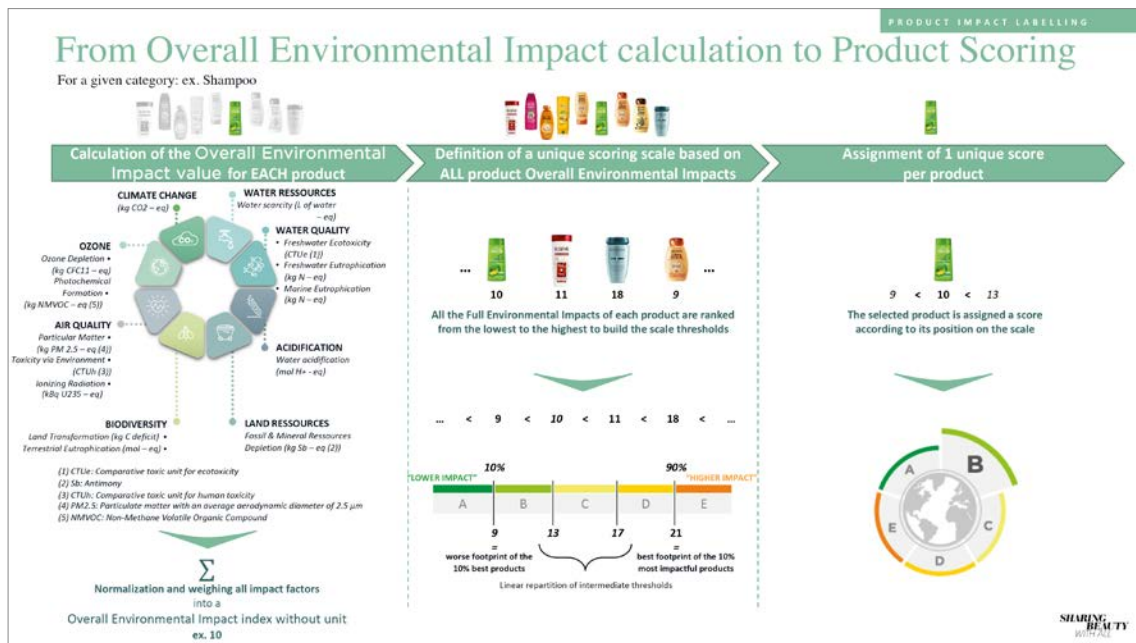 PRODUCT IMPACT LABELLING
From Overall Environmental Impact calculation to Product Scoring
For a given category: ex. Shampoo
Calculation of the Overall Environmental
Impact value for EACH product
CLIMATE CHANGE
(kg CO2 – eq)
WATER RESSOURCES
Water scarcity (L of water
– eq)
WATER QUALITY
• Freshwater Ecotoxicity
(CTUe (1))
• Freshwater Eutrophication
(kg N – eq)
• Marine Eutrophication
(kg N – eq)
OZONE
Ozone Depletion •
(kg CFC11 – eq)
Photochemical
Formation •
(kg NMVOC – eq (5))
AIR QUALITY
Particular Matter •
(kg PM 2.5 – eq (4))
Toxicity via Environment •
(CTUh (3))
Ionizing Radiation •
(kBq U235 – eq)
ACIDIFICATION
Water acidification
(mol H+ - eq)
BIODIVERSITY
Land Transformation (kg C deficit) •
Terrestrial Eutrophication (mol – eq) •
LAND RESSOURCES
Fossil & Mineral Ressources
Depletion (kg Sb – eq (2))
CO2
(1) CTUe: Comparative toxic unit for ecotoxicity
(2) Sb: Antimony
(3) CTUh: Comparative toxic unit for human toxicity
(4) PM2.5: Particulate matter with an average aerodynamic diameter of 2.5 µm
(5) NMVOC: Non-Methane Volatile Organic Compound
Σ
Normalization and weighing all impact factors
into a
Overall Environmental Impact index without unit
ex. 10
Definition of a unique scoring scale based on
ALL product Overall Environmental Impacts
... ...
10 11 18 9
All the Full Environmental Impacts of each product are ranked
from the lowest to the highest to build the scale thresholds
... < 9 < 10 < 11 < 18 < ...
10% 90%
"LOWER IMPACT" "HIGHER IMPACT"
A B C D E
9 13 17 21
= =
worse footprint of the
10% best products
best footprint of the 10%
most impactful products
Linear repartition of intermediate thresholds
Assignment of 1 unique score
per product
9 < 10 < 13
The selected product is assigned a score
according to its position on the scale
A
B
C
D
E
SHARING
BEAUTY
WITH ALL